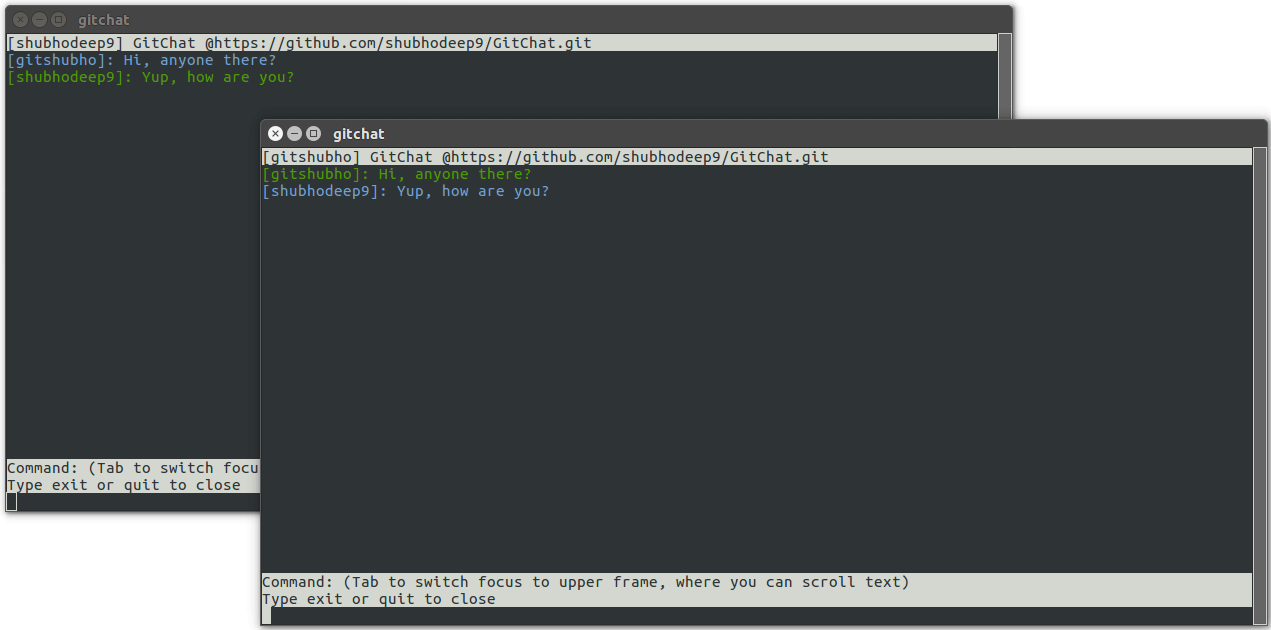 gitchat
[shubhodeep9] GitChat @https://github.com/shubhodeep9/GitChat.git
[gitshubho]: Hi, anyone there?
[shubhodeep9]: Yup, how are you?
Command: (Tab to switch focu
Type exit or quit to close
gitchat
[gitshubho] GitChat @https://github.com/shubhodeep9/GitChat.git
[gitshubho]: Hi, anyone there?
[shubhodeep9]: Yup, how are you?
Command: (Tab to switch focus to upper frame, where you can scroll text)
Type exit or quit to close